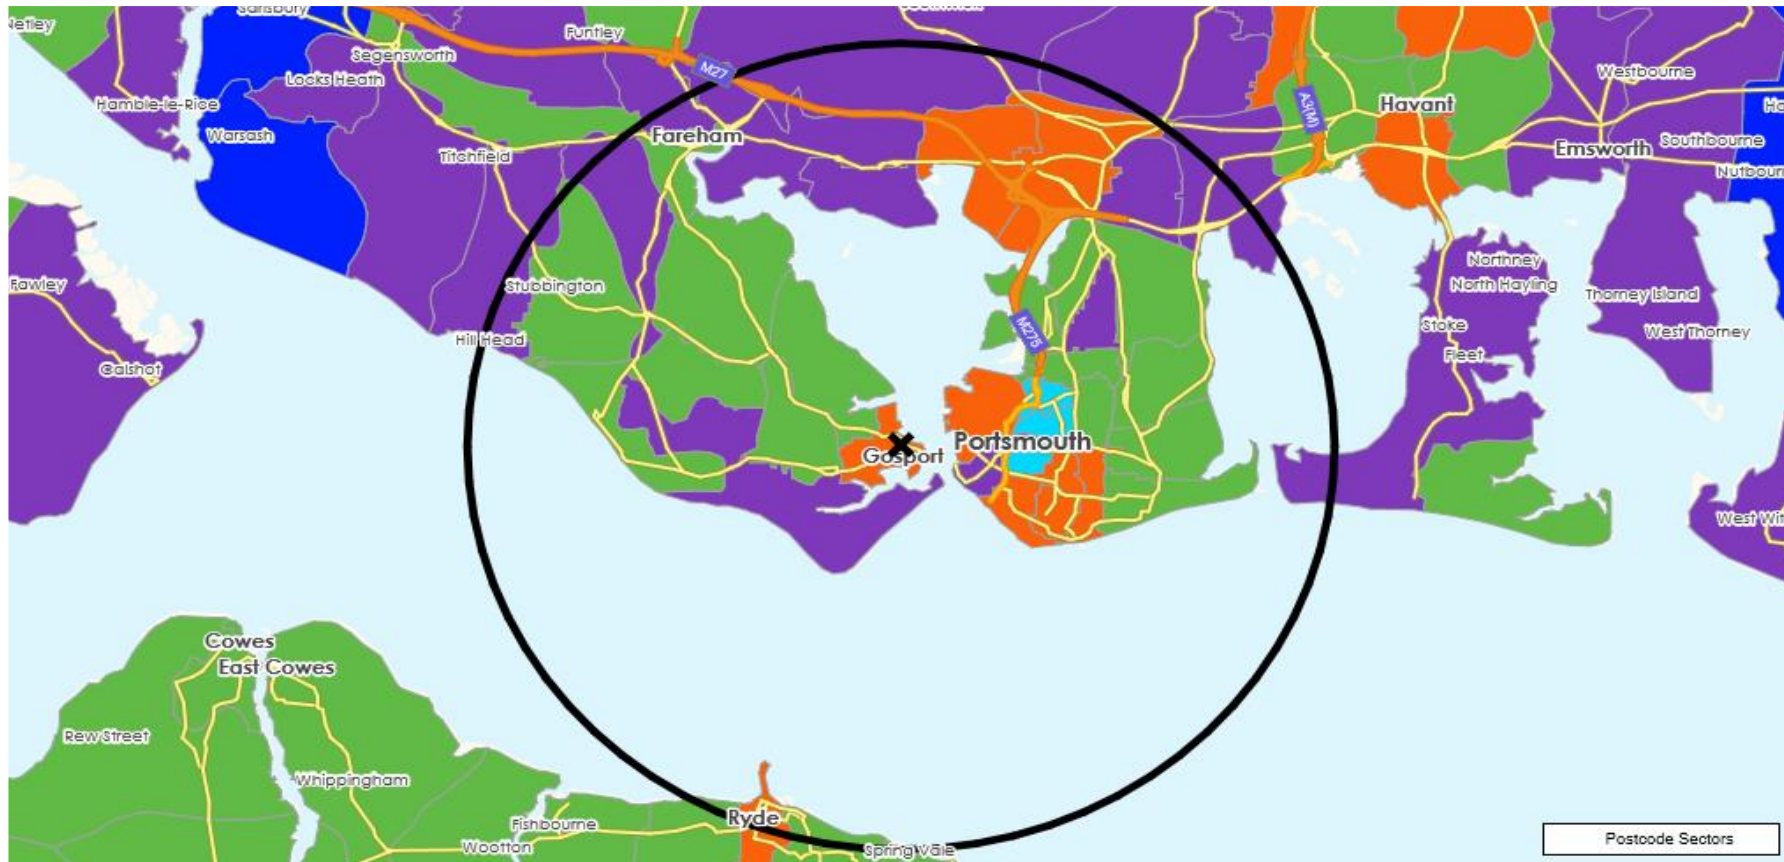 Netley
Funtley
Segensworth
Locks Heath
M27
Westbourne
Hamble-le-Rice
Havant
A3(M)
Warsash
Fareham
Southbourne
Emsworth
Titchfield
Northney
Fawley
Stubbington
North Hayling
Thorney Island
Stoke
M275
West Thorney
Hill Head
Fleet
Calshot
Portsmouth
Gosport
Cowes
East Cowes
Rew Street
Whippingham
Ryde
Fishbourne
Wootton
Spring Vale
Postcode Sectors